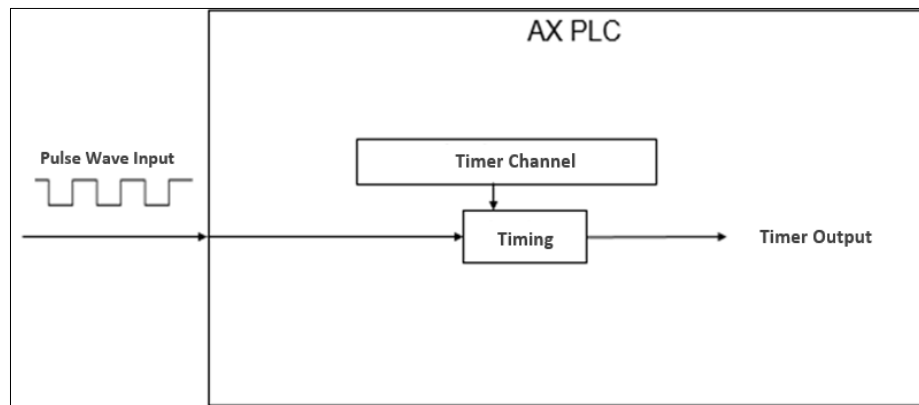 AX PLC
Pulse Wave Input
Timer Channel
Timing
Timer Output